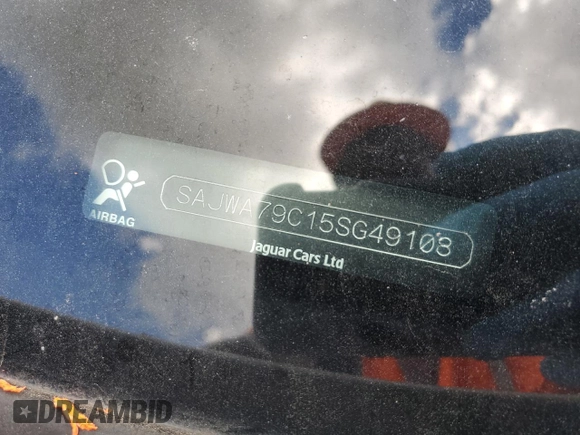 SAJWA79C15SG49108
AIRBAG
Jaguar Cars Ltd
DREAMBID